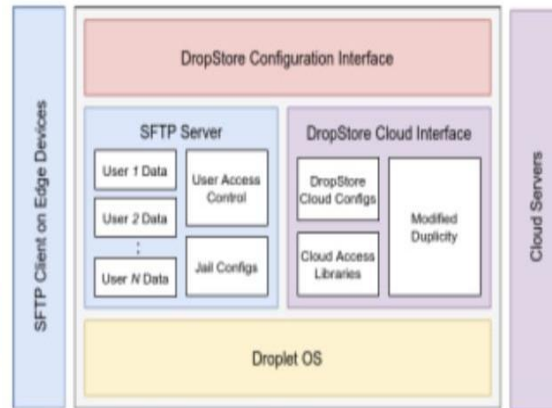 SFTP Client on Edge Devices
DropStore Configuration Interface
SFTP Server
User 1 Data
User 2 Data
⋮
User N Data
User Access
Control
Jail Configs
DropStore Cloud Interface
DropStore
Cloud Configs
Cloud Access
Libraries
Modified
Duplicity
Droplet OS
Cloud Servers